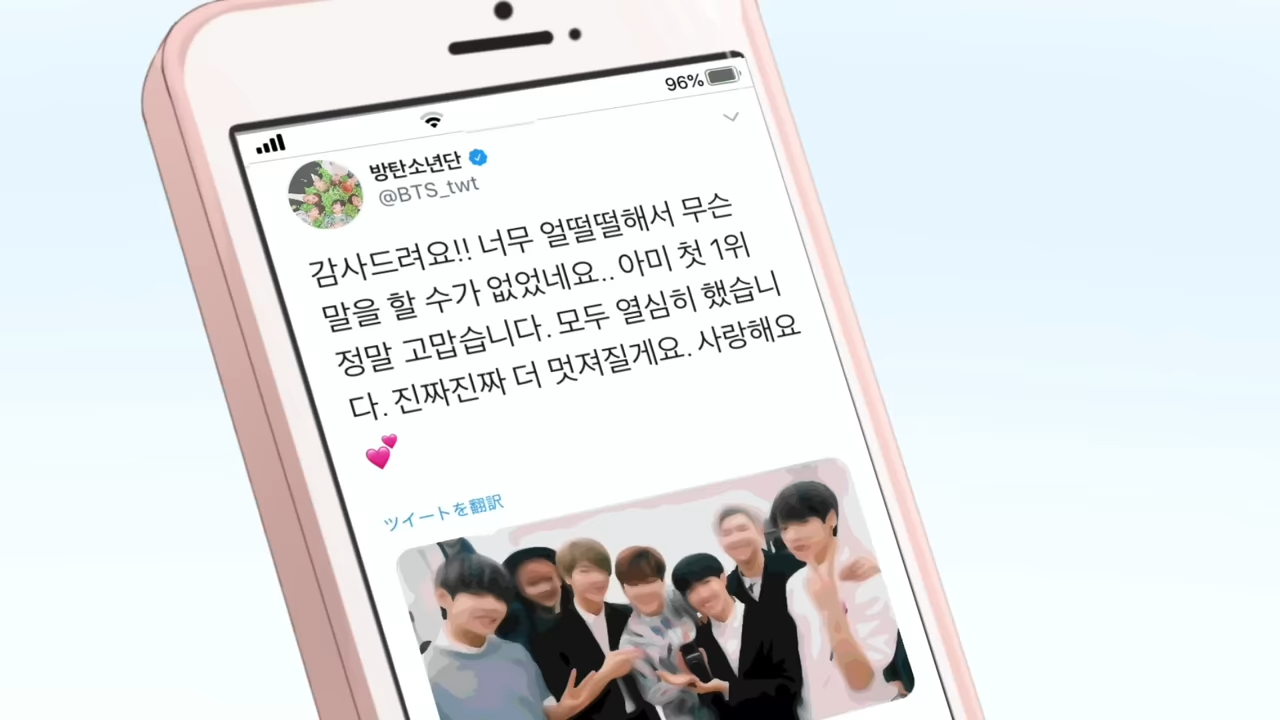 96%
방탄소년단
@BTS_twt
감사드려요!! 너무 얼떨떨해서 무슨
말을 할 수가 없었네요.. 아미 첫 1위
정말 고맙습니다. 모두 열심히 했습니
다. 진짜진짜 더 멋져질게요. 사랑해요
💕
ツイートを翻訳